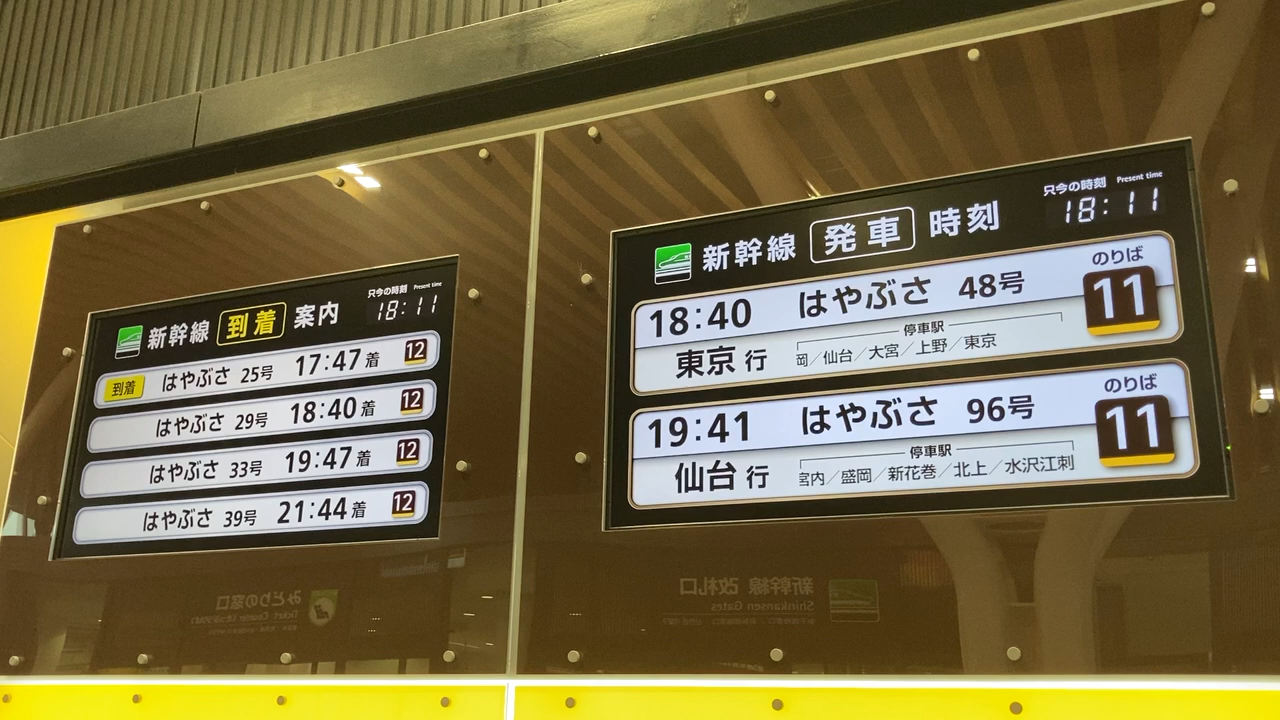 只今の時刻 Present time
18:11
新幹線 到着 案内
到着 はやぶさ 25号 17:47着 12
はやぶさ 29号 18:40着 12
はやぶさ 33号 19:47着 12
はやぶさ 39号 21:44着 12
只今の時刻 Present time
18:11
新幹線 発車 時刻
のりば
18:40 はやぶさ 48号 11
停車駅
東京行 岡／仙台／大宮／上野／東京
のりば
19:41 はやぶさ 96号 11
停車駅
仙台行 宮内／盛岡／新花巻／北上／水沢江刺
みどりの窓口
新幹線 改札口
Shinkansen Gates